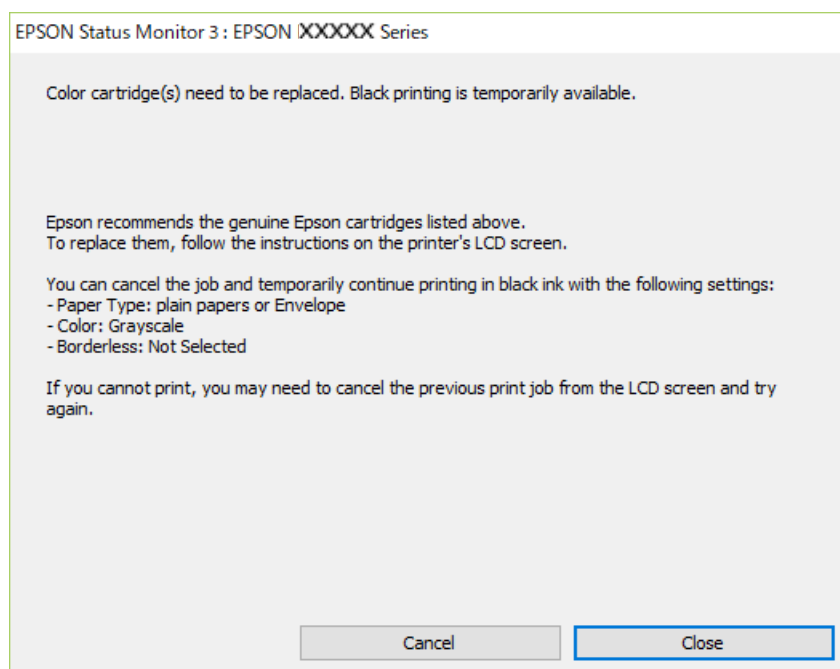 EPSON Status Monitor 3 : EPSON XXXXX Series
Color cartridge(s) need to be replaced. Black printing is temporarily available.
Epson recommends the genuine Epson cartridges listed above.
To replace them, follow the instructions on the printer's LCD screen.
You can cancel the job and temporarily continue printing in black ink with the following settings:
- Paper Type: plain papers or Envelope
- Color: Grayscale
- Borderless: Not Selected
If you cannot print, you may need to cancel the previous print job from the LCD screen and try
again.
Cancel
Close